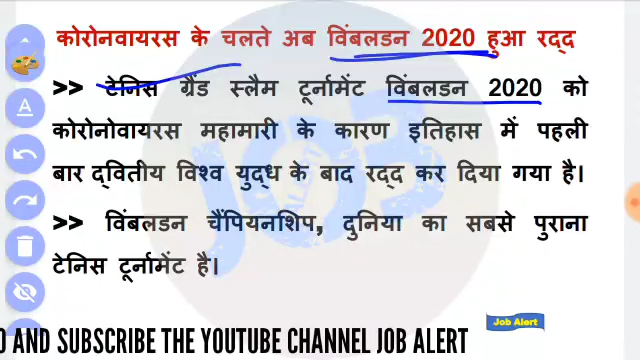 कोरोनवायरस के चलते अब विंबलडन 2020 हुआ रद्द
>> टेनिस ग्रैंड स्लैम टूर्नामेंट विंबलडन 2020 को
कोरोनोवायरस महामारी के कारण इतिहास में पहली
बार द्वितीय विश्व युद्ध के बाद रद्द कर दिया गया है।
>> विंबलडन चैंपियनशिप, दुनिया का सबसे पुराना
टेनिस टूर्नामेंट है।
Job Alert
AND SUBSCRIBE THE YOUTUBE CHANNEL JOB ALERT